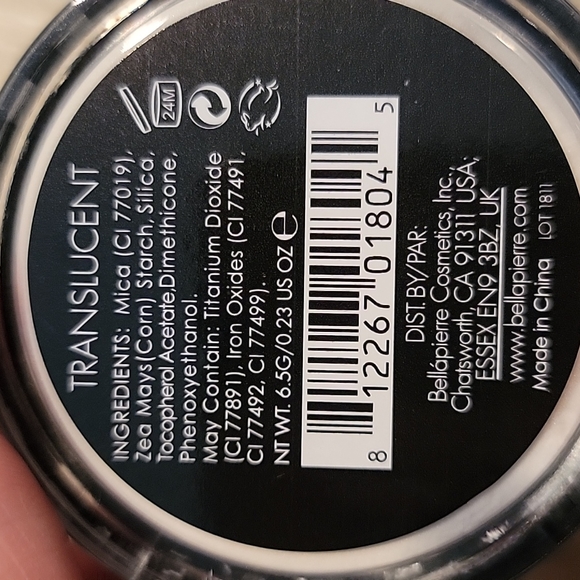 TRANSLUCENT
INGREDIENTS: Mica (CI 77019),
Zea Mays (Corn) Starch, Silica,
Tocopherol Acetate, Dimethicone,
Phenoxyethanol.
May Contain: Titanium Dioxide
(CI 77891), Iron Oxides (CI 77491,
CI 77492, CI 77499).
NT WT. 6.5G/0.23 US OZ e
24M
8 12267 01804 5
DIST BY/PAR:
Bellápierre Cosmetics, Inc.,
Chatsworth, CA 91311 USA;
ESSEX EN9 3BZ, UK
www.bellapierre.com
Made in China LOT 1811